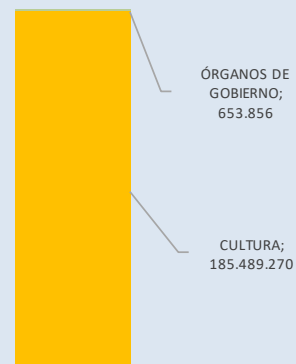 ÓRGANOS DE
GOBIERNO;
653.856
CULTURA;
185.489.270